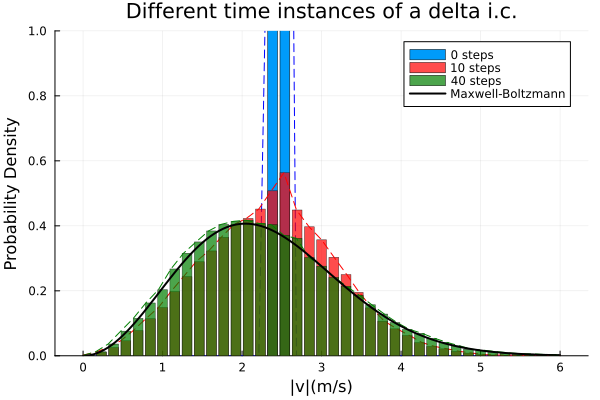 Different time instances of a delta i.c.
1.0
0 steps
10 steps
40 steps
Maxwell-Boltzmann
0.8
0.6
0.4
0.2
0.0
Probability Density
0 1 2 3 4 5 6
|v|(m/s)